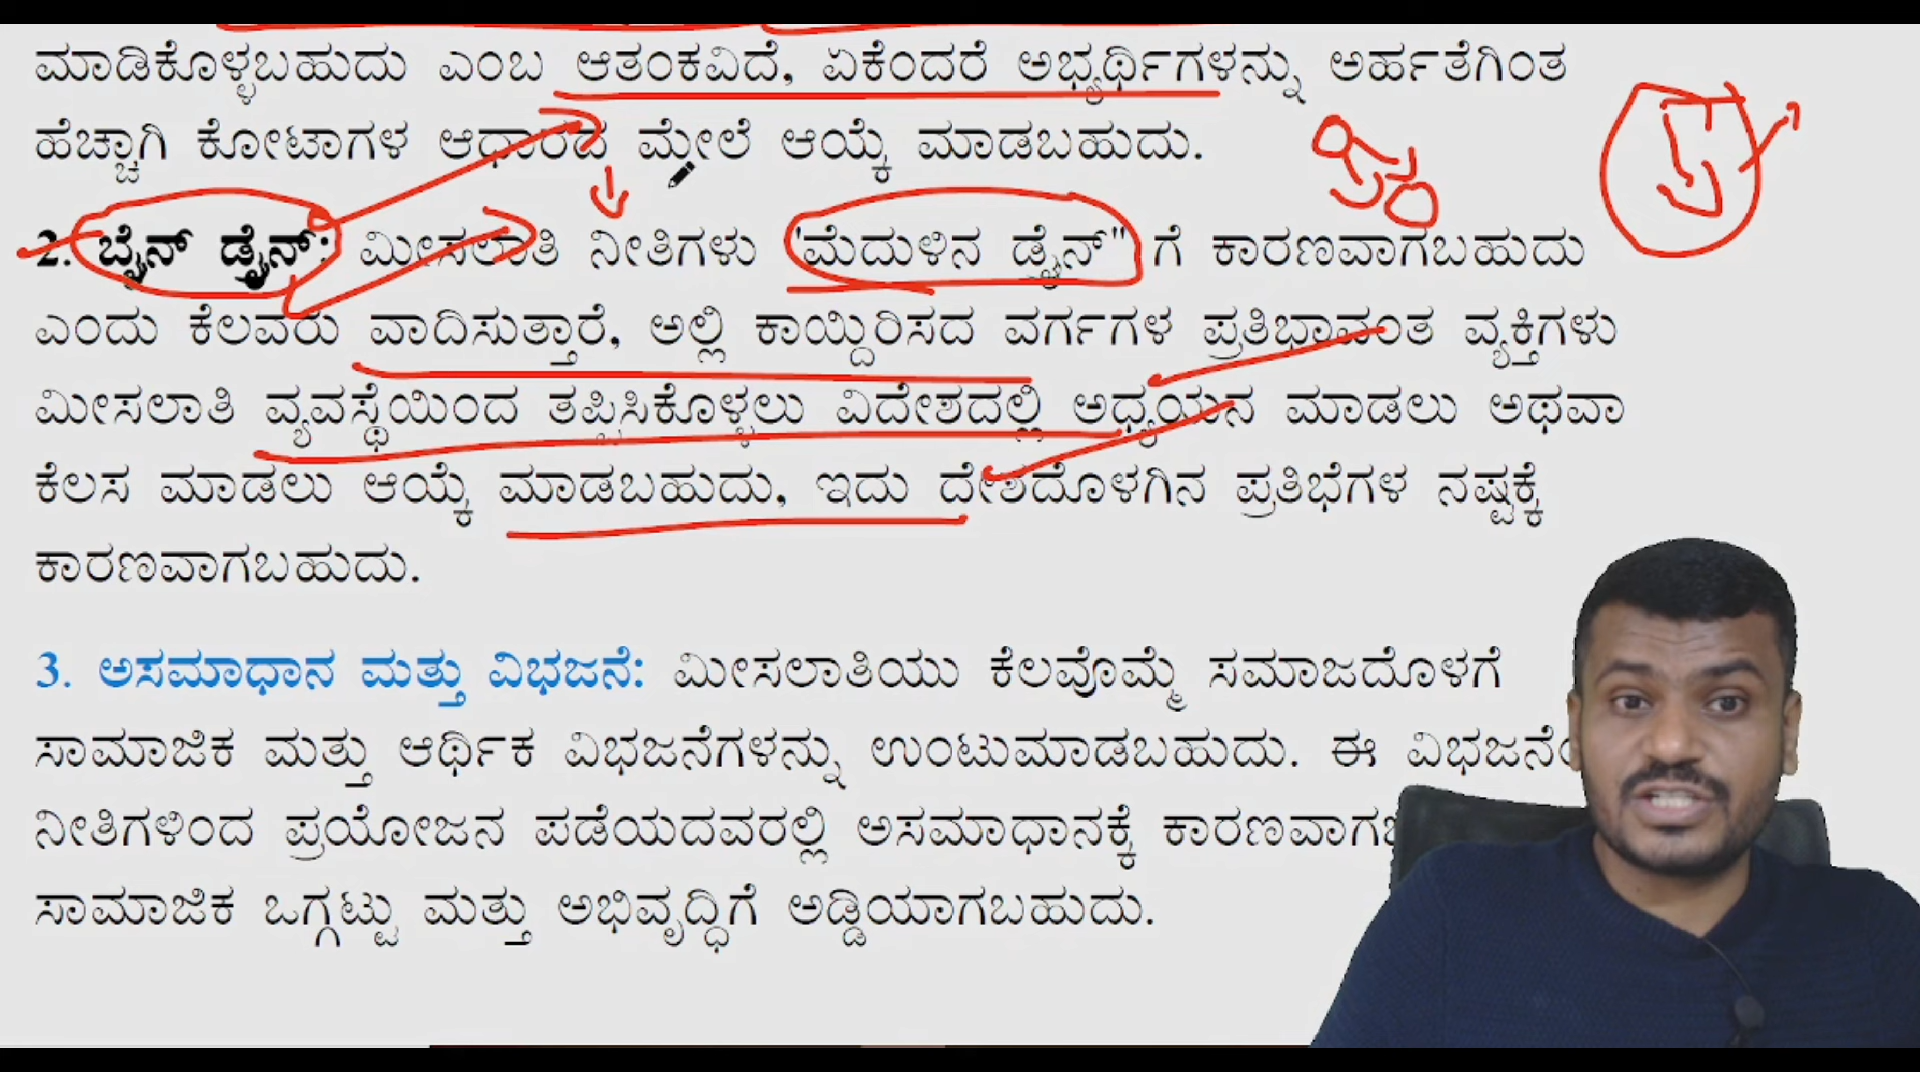 ಮಾಡಿಕೊಳ್ಳಬಹುದು ಎಂಬ ಆತಂಕವಿದೆ, ಏಕೆಂದರೆ ಅಭ್ಯರ್ಥಿಗಳನ್ನು ಅರ್ಹತೆಗಿಂತ
ಹೆಚ್ಚಾಗಿ ಕೋಟಾಗಳ ಆಧಾರದ ಮೇಲೆ ಆಯ್ಕೆ ಮಾಡಬಹುದು.
2. ಬ್ರೈನ್ ಡ್ರೈನ್: ಮೀಸಲಾತಿ ನೀತಿಗಳು 'ಮೆದುಳಿನ ಡ್ರೈನ್" ಗೆ ಕಾರಣವಾಗಬಹುದು
ಎಂದು ಕೆಲವರು ವಾದಿಸುತ್ತಾರೆ, ಅಲ್ಲಿ ಕಾಯ್ದಿರಿಸದ ವರ್ಗಗಳ ಪ್ರತಿಭಾವಂತ ವ್ಯಕ್ತಿಗಳು
ಮೀಸಲಾತಿ ವ್ಯವಸ್ಥೆಯಿಂದ ತಪ್ಪಿಸಿಕೊಳ್ಳಲು ವಿದೇಶದಲ್ಲಿ ಅಧ್ಯಯನ ಮಾಡಲು ಅಥವಾ
ಕೆಲಸ ಮಾಡಲು ಆಯ್ಕೆ ಮಾಡಬಹುದು, ಇದು ದೇಶದೊಳಗಿನ ಪ್ರತಿಭೆಗಳ ನಷ್ಟಕ್ಕೆ
ಕಾರಣವಾಗಬಹುದು.
3. ಅಸಮಾಧಾನ ಮತ್ತು ವಿಭಜನೆ: ಮೀಸಲಾತಿಯು ಕೆಲವೊಮ್ಮೆ ಸಮಾಜದೊಳಗೆ
ಸಾಮಾಜಿಕ ಮತ್ತು ಆರ್ಥಿಕ ವಿಭಜನೆಗಳನ್ನು ಉಂಟುಮಾಡಬಹುದು. ಈ
ನೀತಿಗಳಿಂದ ಪ್ರಯೋಜನ ಪಡೆಯದವರಲ್ಲಿ ಅಸಮಾಧಾನಕ್ಕೆ
ಸಾಮಾಜಿಕ ಒಗ್ಗಟ್ಟು ಮತ್ತು ಅಭಿವೃದ್ಧಿಗೆ ಅಡ್ಡಿಯಾಗಬಹುದು.